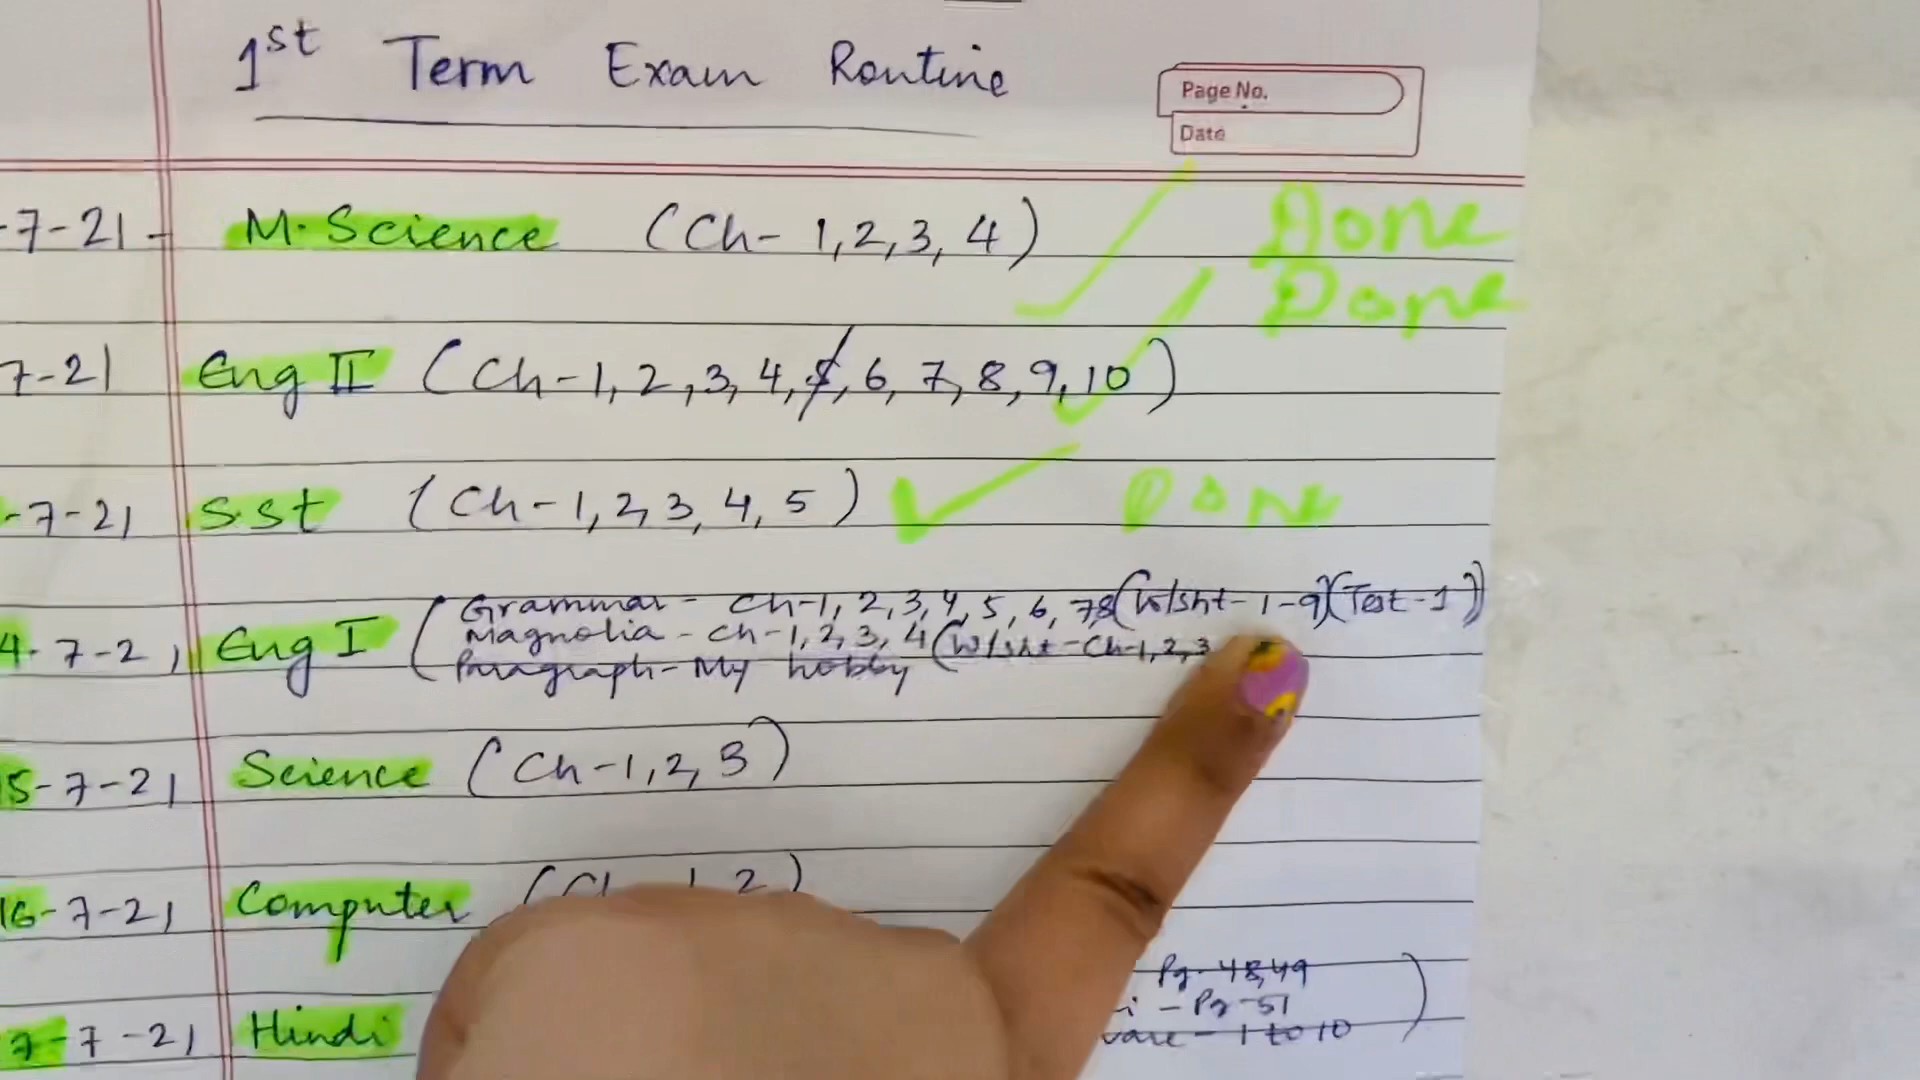 1st Term Exam Routine
Page No.
Date
-7-21 - M. Science (Ch- 1,2,3, 4) Done
Done
7-21 Eng II (Ch-1, 2, 3, 4, 5, 6, 7, 8, 9, 10)
-7-21 S.st (Ch-1, 2, 3, 4, 5) DONE
Grammar - Ch-1, 2, 3, 4, 5, 6, 7,8 (W/sht - 1-9)(Test-1)
4-7-21 Eng I ( Magnolia - Ch-1, 2, 3, 4 (W/sht-Ch-1,2,3
Paragraph - My hobby
15-7-21 Science (Ch-1,2, 3)
16-7-21 Computer 2)
Pg-48,49
7-7-21 Hindi - Pg-51
1 to 10 )